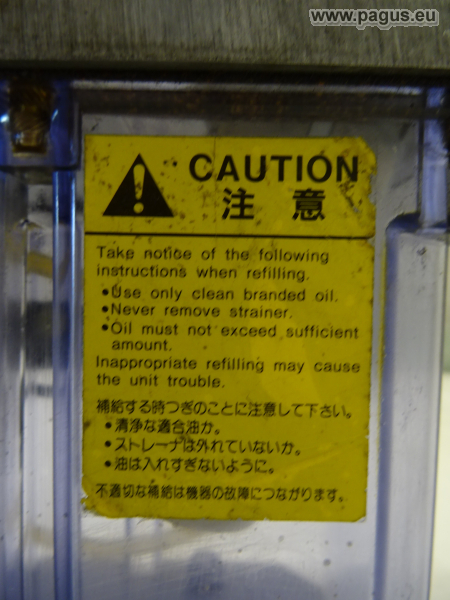 www.pagus.eu
CAUTION
注 意
Take notice of the following
instructions when refilling.
•Use only clean branded oil.
•Never remove strainer.
•Oil must not exceed sufficient
amount.
Inappropriate refilling may cause
the unit trouble.
補給する時つぎのことに注意して下さい。
•清浄な適合油か。
•ストレーナは外れていないか。
•油は入れすぎないように。
不適切な補給は機器の故障につながります。